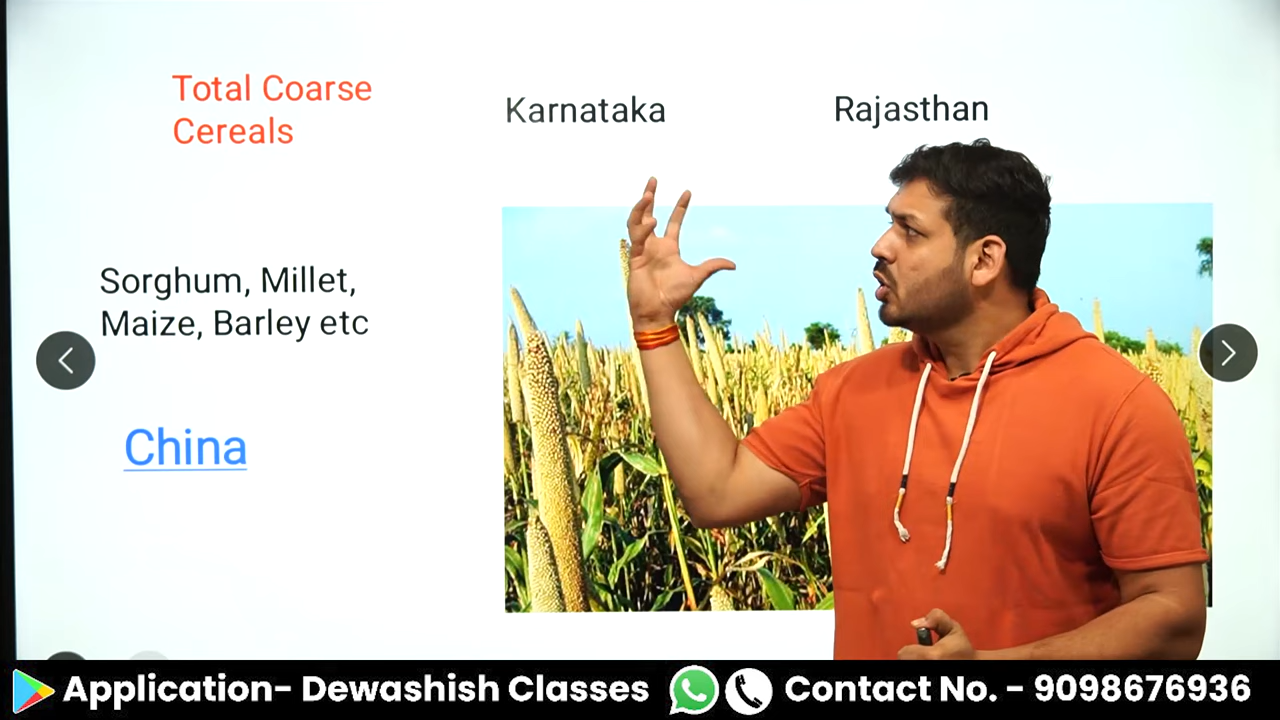 Total Coarse
Cereals
Karnataka
Rajasthan
Sorghum, Millet,
Maize, Barley etc
China
Application- Dewashish Classes
Contact No. - 9098676936